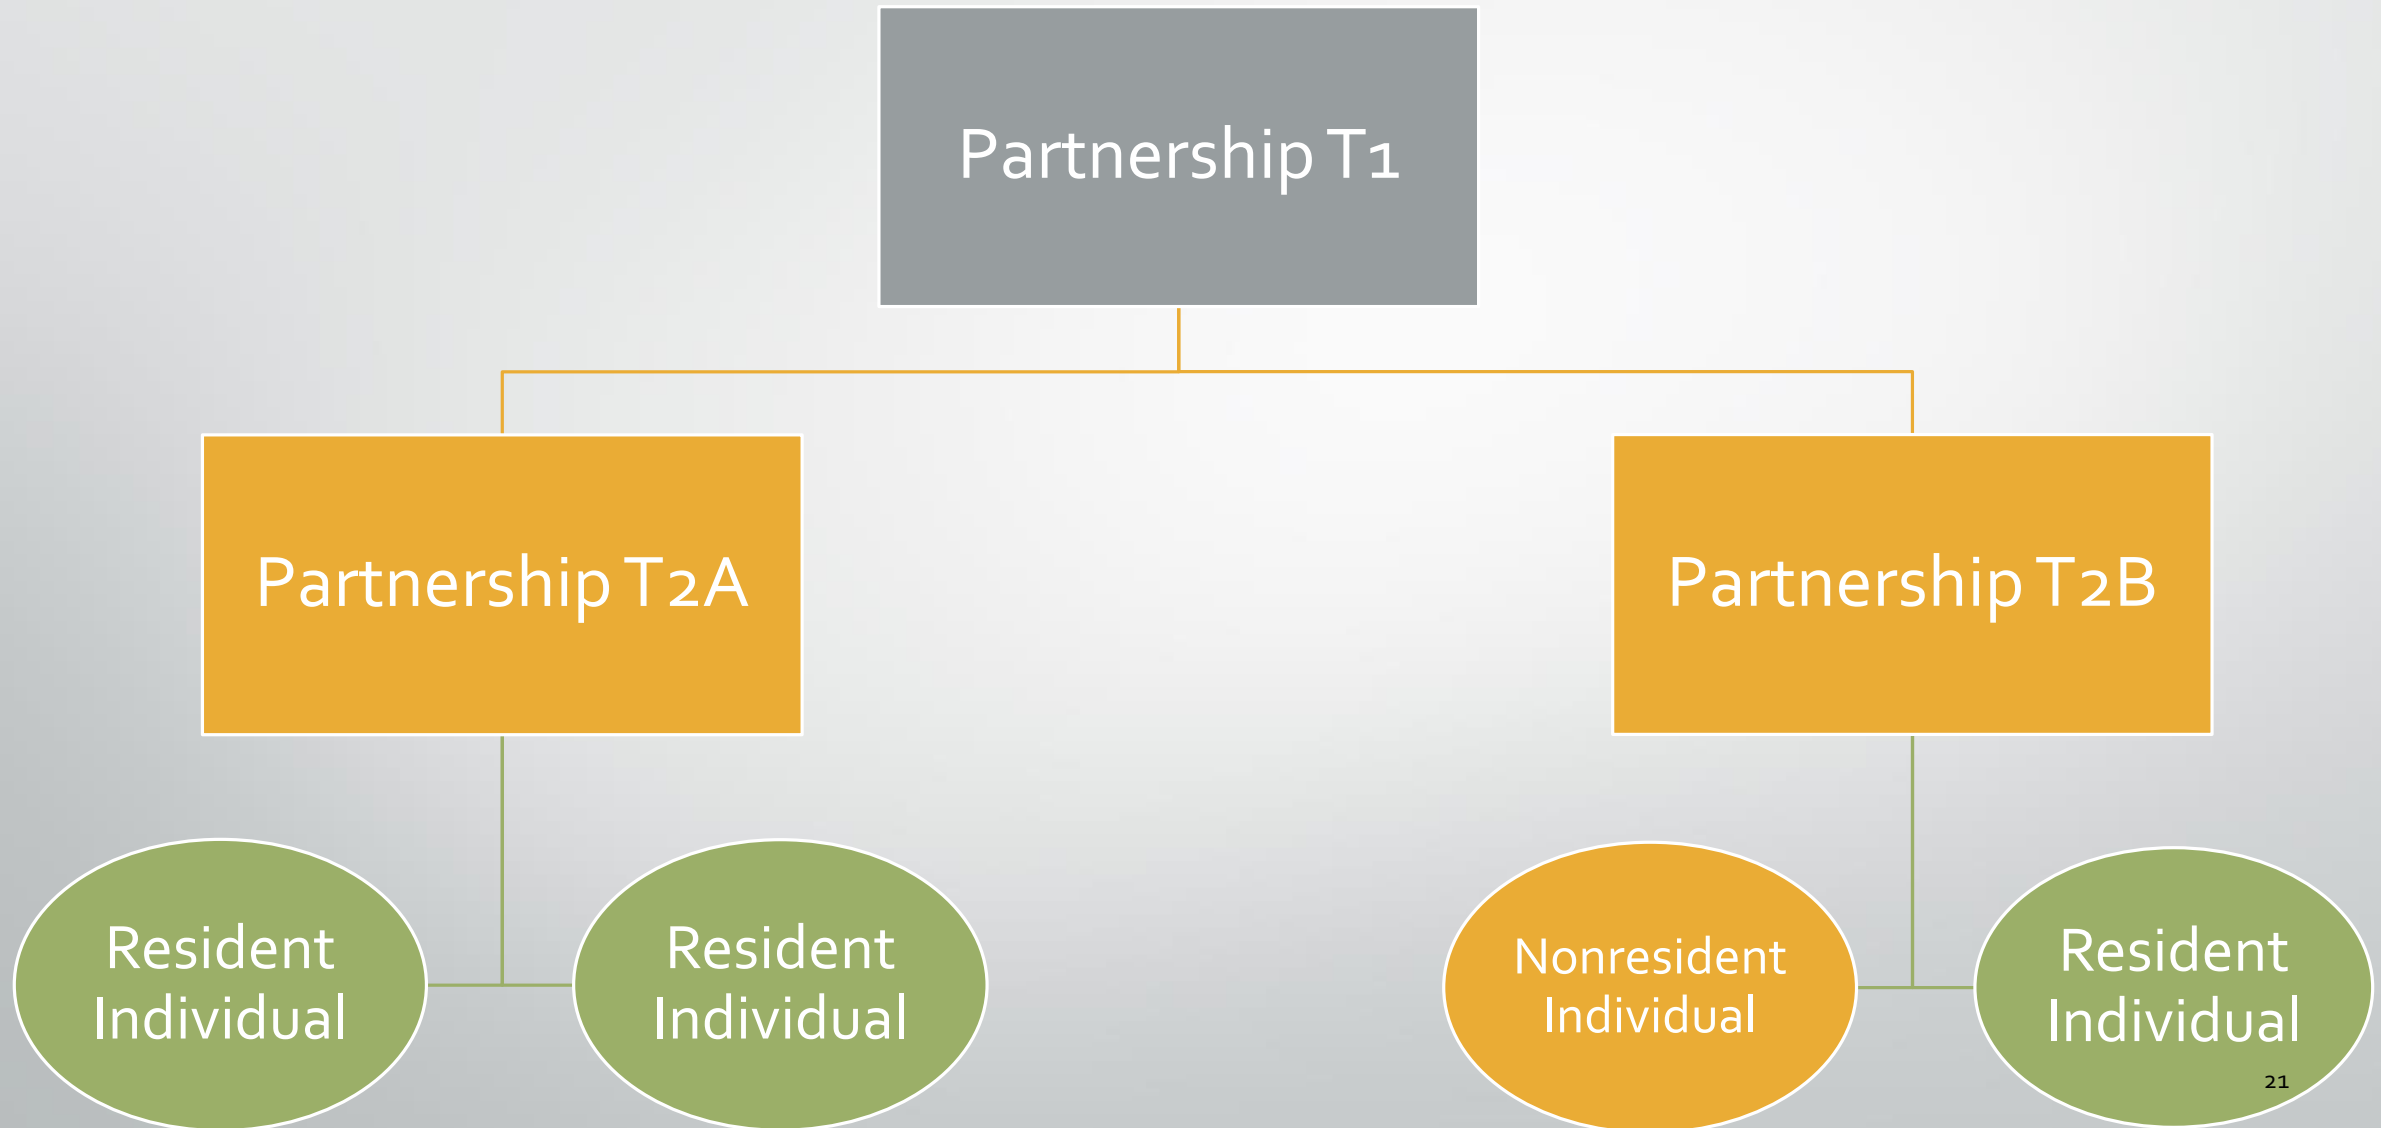 Partnership T1
Partnership T2A
Partnership T2B
Resident
Individual
Resident
Individual
Nonresident
Individual
Resident
Individual
21